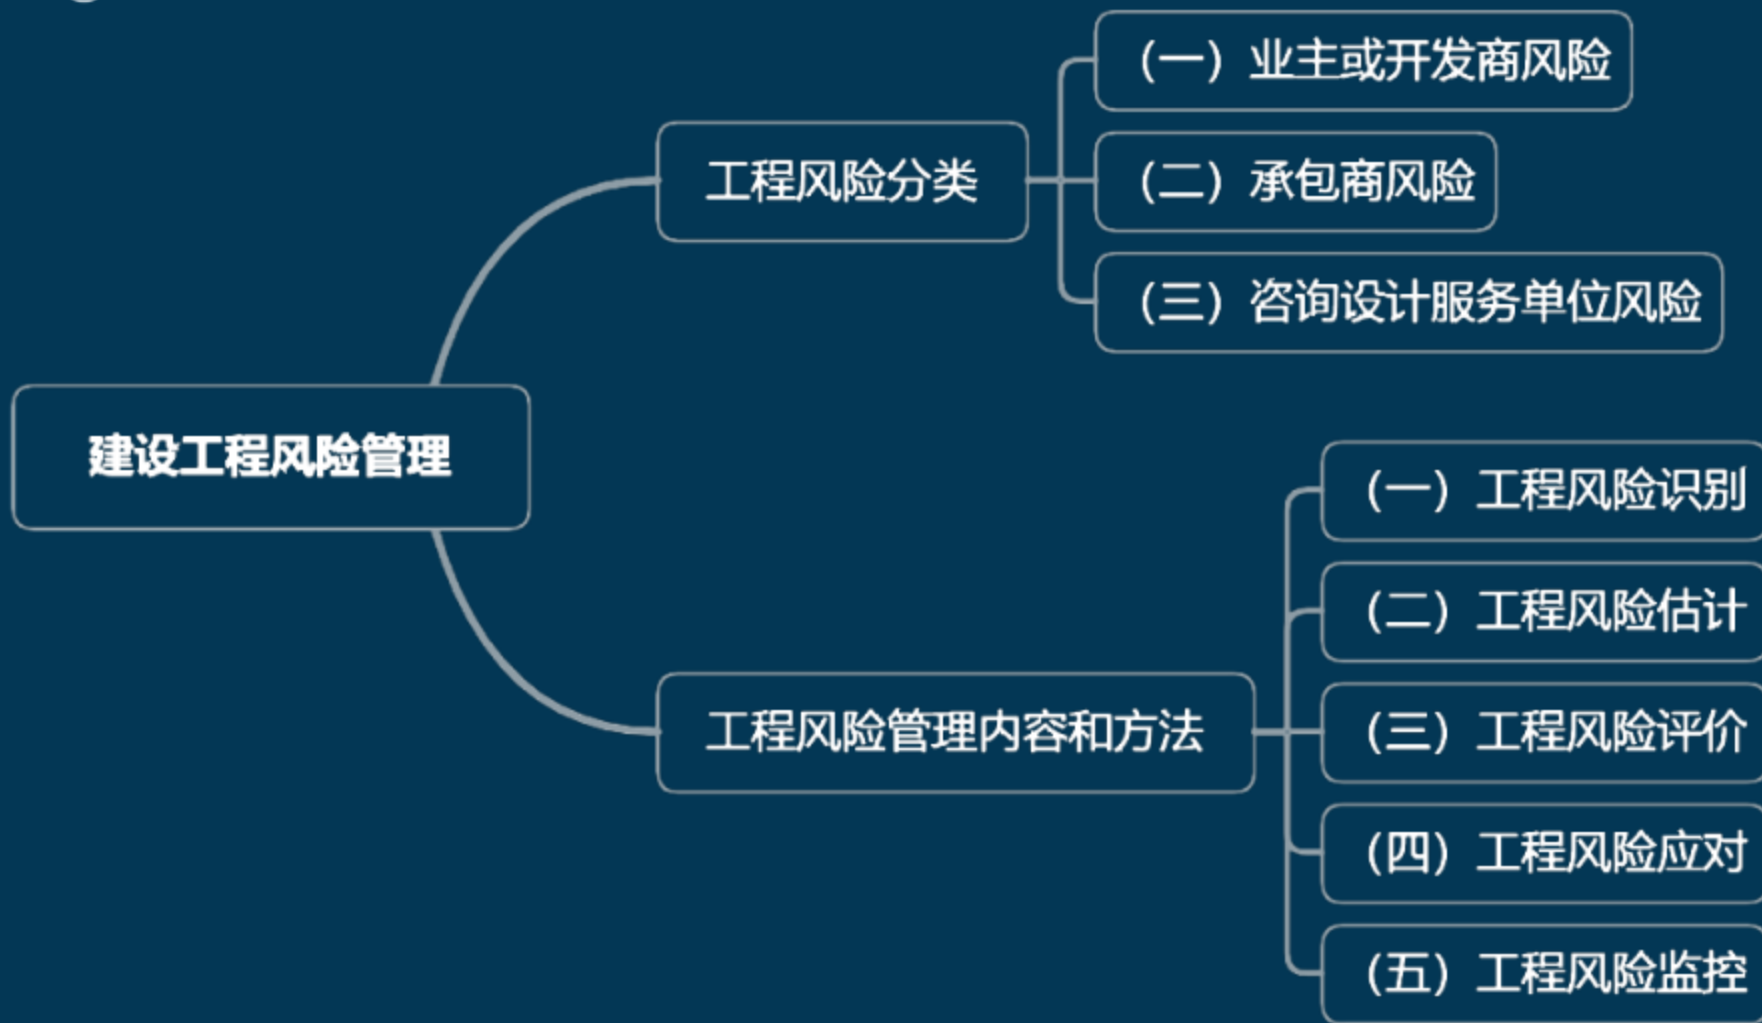 建设工程风险管理
工程风险分类
（一）业主或开发商风险
（二）承包商风险
（三）咨询设计服务单位风险
工程风险管理内容和方法
（一）工程风险识别
（二）工程风险估计
（三）工程风险评价
（四）工程风险应对
（五）工程风险监控